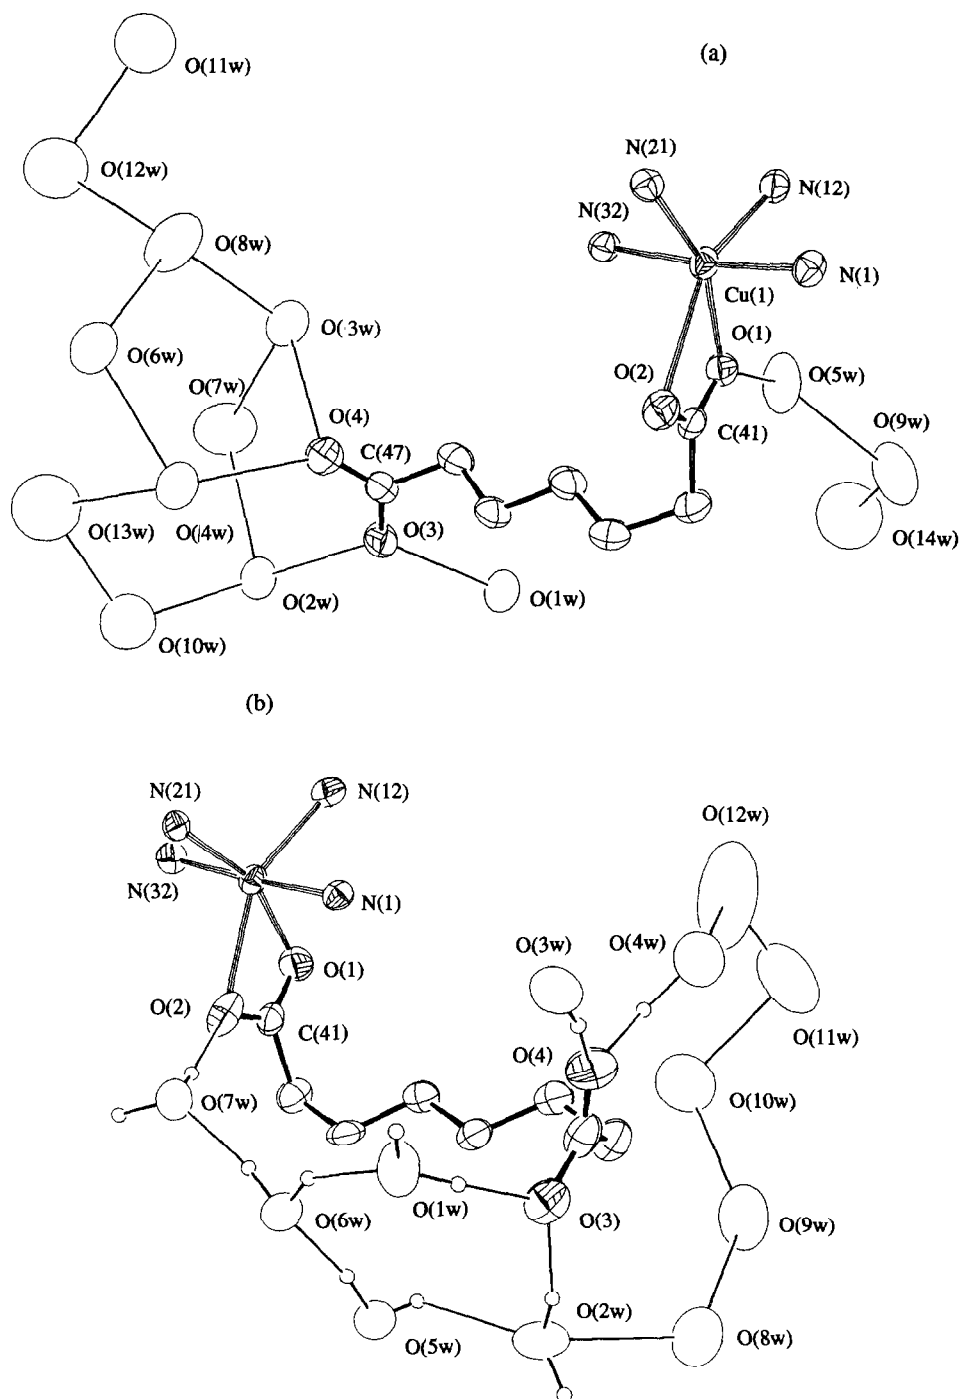 (a)
O(11w)
O(12w)
N(21)
N(12)
N(32)
O(8w)
N(1)
Cu(1)
O(3w)
O(1)
O(6w)
O(7w)
O(2)
O(5w)
O(4)
O(9w)
C(47)
C(41)
O(13w)
O(4w)
O(3)
O(14w)
O(2w)
O(1w)
O(10w)
(b)
N(21)
N(12)
O(12w)
N(32)
N(1)
O(3w)
O(4w)
O(1)
O(2)
C(41)
O(4)
O(11w)
O(7w)
O(10w)
O(6w)
O(1w)
O(3)
O(9w)
O(5w)
O(2w)
O(8w)